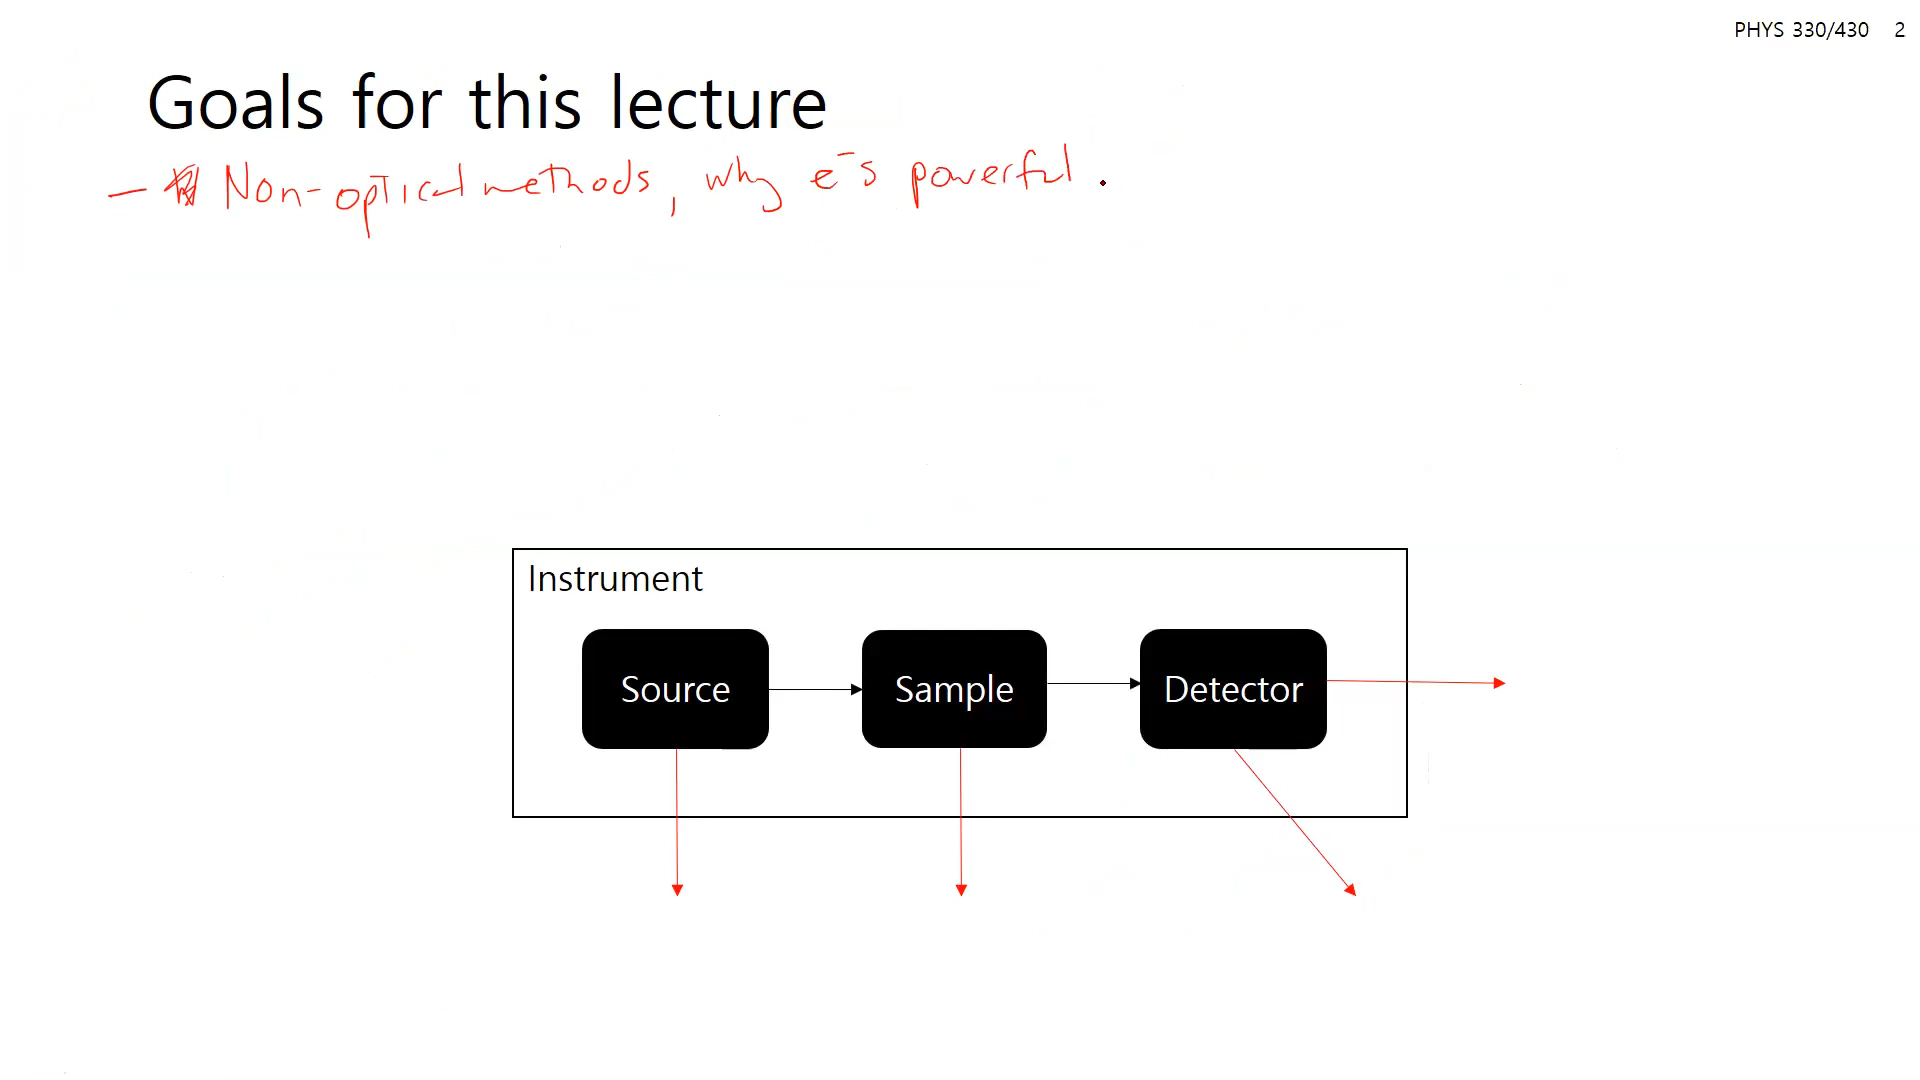 PHYS 330/430 2
Goals for this lecture
– Non-optical methods, why e⁻s powerful
Instrument
Source Sample Detector